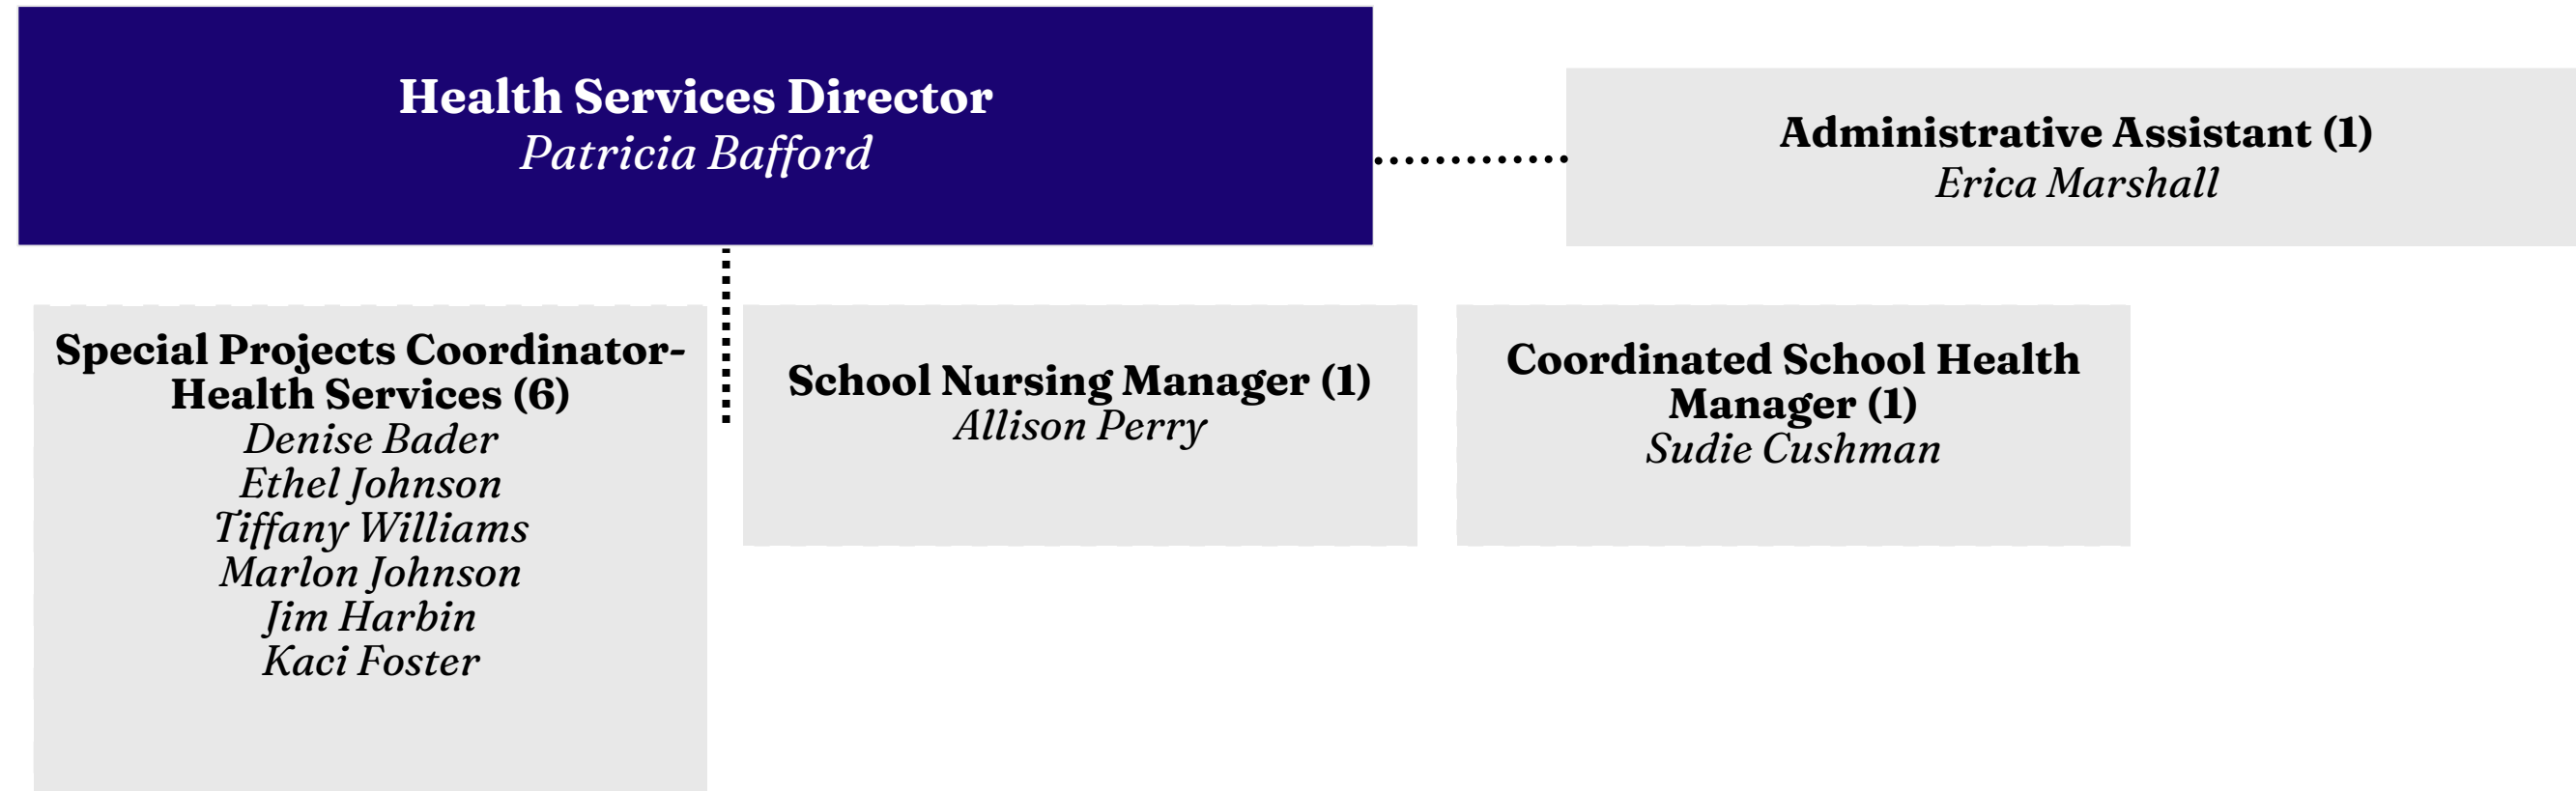 Health Services Director
Patricia Bafford
Administrative Assistant (1)
Erica Marshall
Special Projects Coordinator-
Health Services (6)
Denise Bader
Ethel Johnson
Tiffany Williams
Marlon Johnson
Jim Harbin
Kaci Foster
School Nursing Manager (1)
Allison Perry
Coordinated School Health
Manager (1)
Sudie Cushman